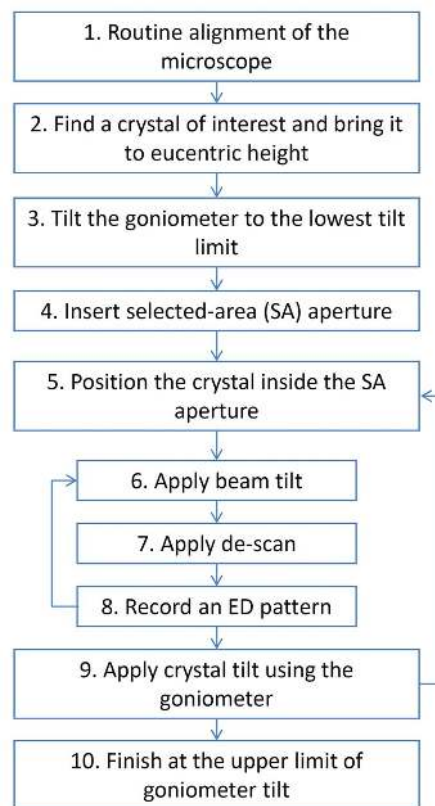 1. Routine alignment of the
microscope
2. Find a crystal of interest and bring it
to eucentric height
3. Tilt the goniometer to the lowest tilt
limit
4. Insert selected-area (SA) aperture
5. Position the crystal inside the SA
aperture
6. Apply beam tilt
7. Apply de-scan
8. Record an ED pattern
9. Apply crystal tilt using the
goniometer
10. Finish at the upper limit of
goniometer tilt